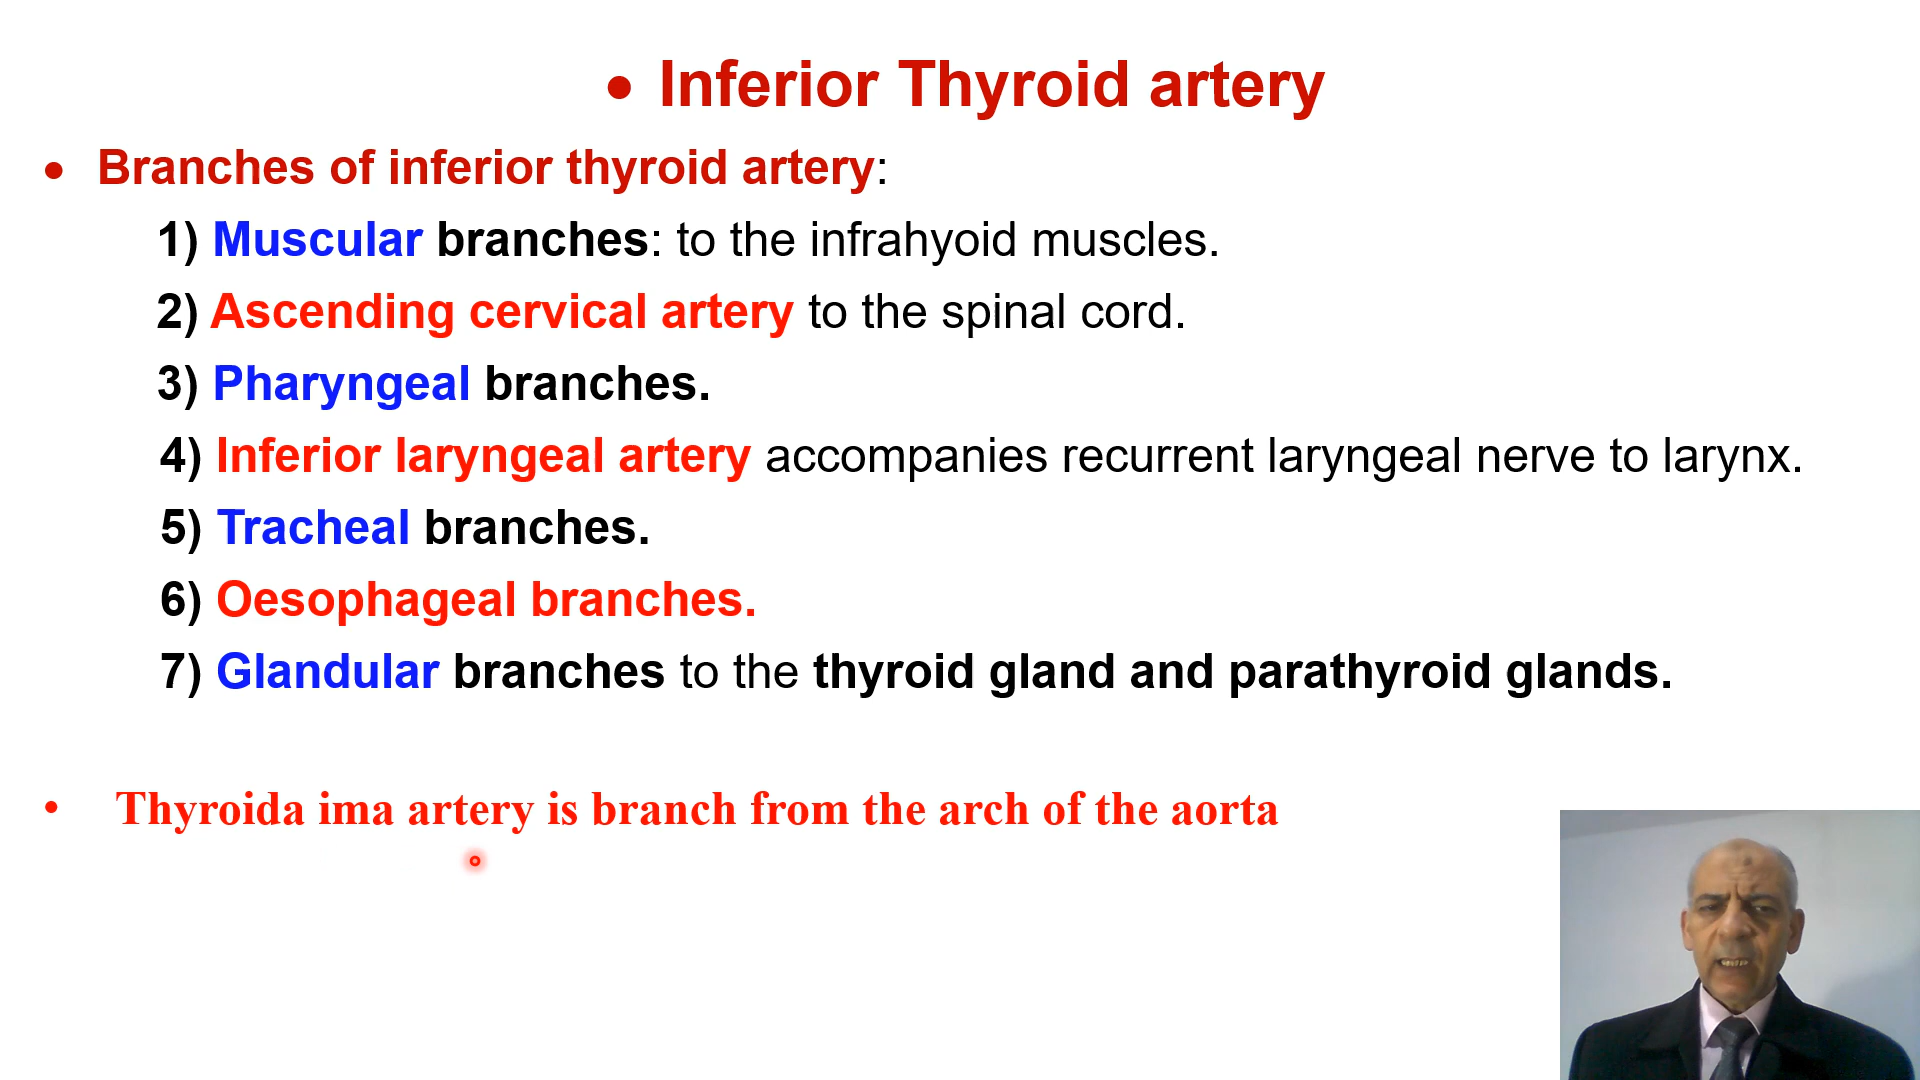 • Inferior Thyroid artery
• Branches of inferior thyroid artery:
1) Muscular branches: to the infrahyoid muscles.
2) Ascending cervical artery to the spinal cord.
3) Pharyngeal branches.
4) Inferior laryngeal artery accompanies recurrent laryngeal nerve to larynx.
5) Tracheal branches.
6) Oesophageal branches.
7) Glandular branches to the thyroid gland and parathyroid glands.
• Thyroida ima artery is branch from the arch of the aorta